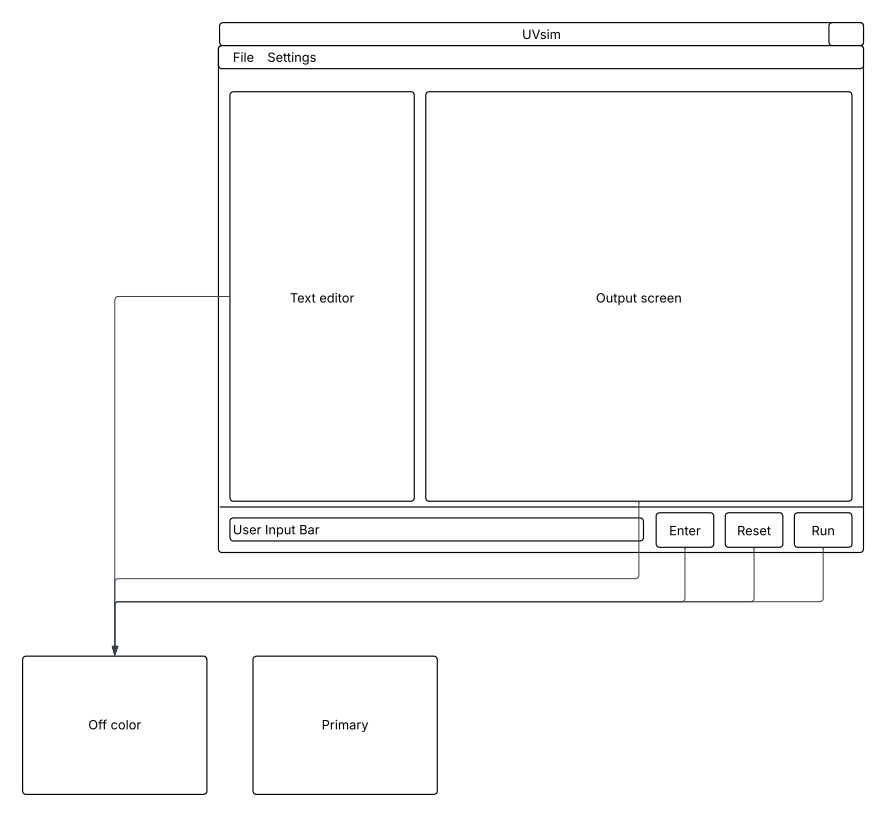 UVsim
File Settings
Text editor
Output screen
User Input Bar
Enter
Reset
Run
Off color
Primary